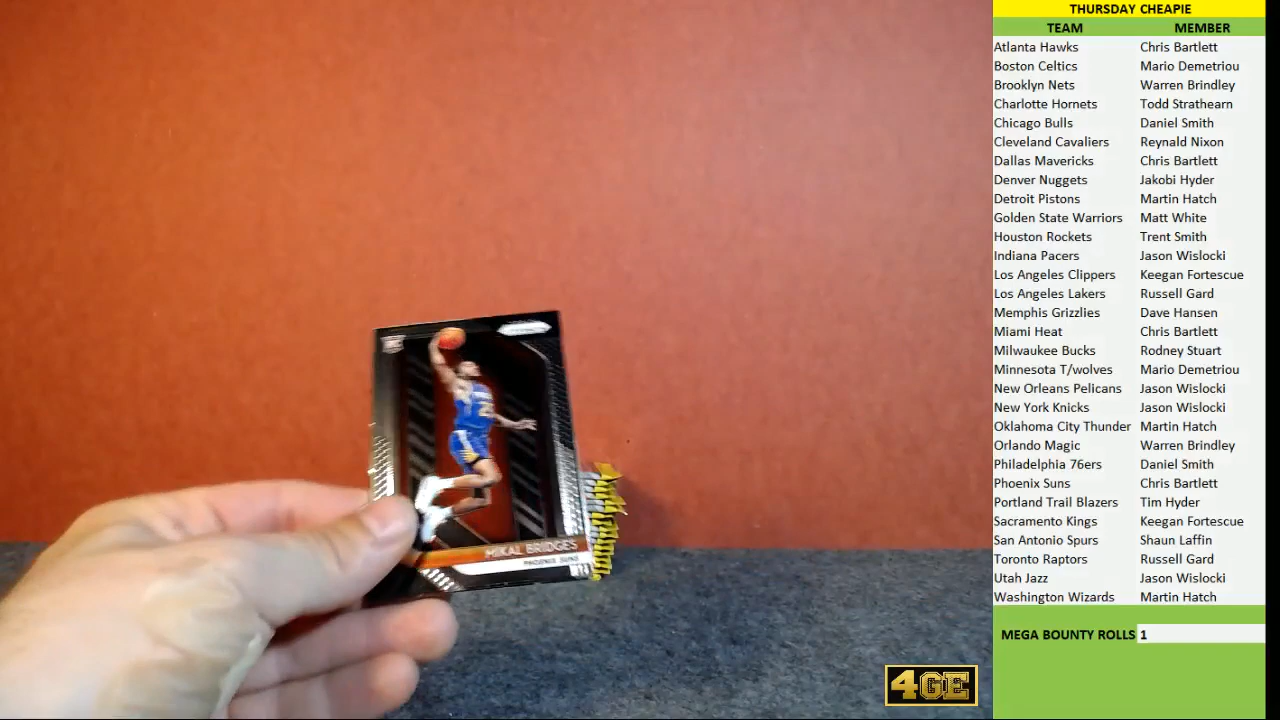 MIKAL BRIDGES
PHOENIX SUNS
THURSDAY CHEAPIE
TEAM MEMBER
Atlanta Hawks Chris Bartlett
Boston Celtics Mario Demetriou
Brooklyn Nets Warren Brindley
Charlotte Hornets Todd Strathearn
Chicago Bulls Daniel Smith
Cleveland Cavaliers Reynald Nixon
Dallas Mavericks Chris Bartlett
Denver Nuggets Jakobi Hyder
Detroit Pistons Martin Hatch
Golden State Warriors Matt White
Houston Rockets Trent Smith
Indiana Pacers Jason Wislocki
Los Angeles Clippers Keegan Fortescue
Los Angeles Lakers Russell Gard
Memphis Grizzlies Dave Hansen
Miami Heat Chris Bartlett
Milwaukee Bucks Rodney Stuart
Minnesota T/wolves Mario Demetriou
New Orleans Pelicans Jason Wislocki
New York Knicks Jason Wislocki
Oklahoma City Thunder Martin Hatch
Orlando Magic Warren Brindley
Philadelphia 76ers Daniel Smith
Phoenix Suns Chris Bartlett
Portland Trail Blazers Tim Hyder
Sacramento Kings Keegan Fortescue
San Antonio Spurs Shaun Laffin
Toronto Raptors Russell Gard
Utah Jazz Jason Wislocki
Washington Wizards Martin Hatch
MEGA BOUNTY ROLLS 1
4GE